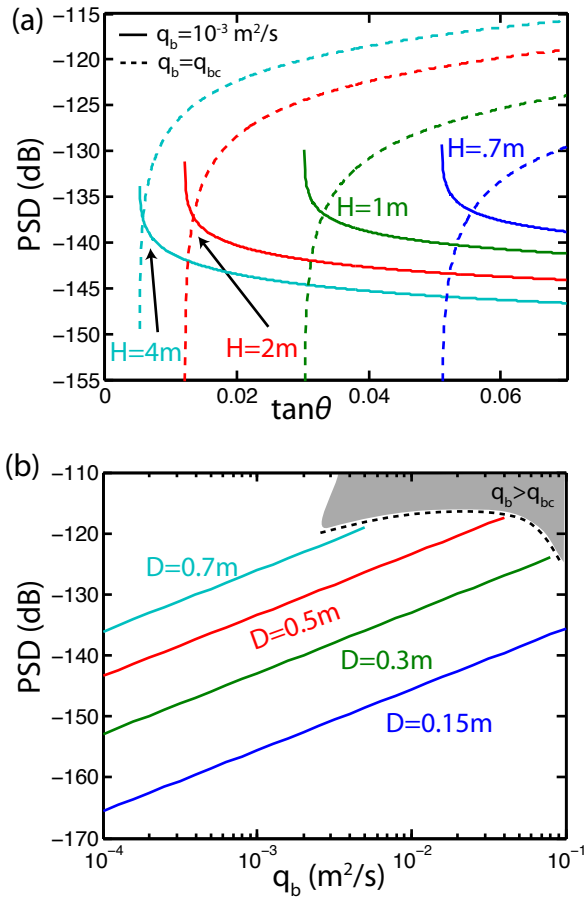 (a)
q_b=10^-3 m^2/s
q_b=q_bc
-115
-120
-125
-130
-135
-140
-145
-150
-155
PSD (dB)
H=.7m
H=1m
H=4m
H=2m
0
0.02
0.04
0.06
tanθ
(b)
-110
-120
-130
-140
-150
-160
-170
PSD (dB)
q_b>q_bc
D=0.7m
D=0.5m
D=0.3m
D=0.15m
10^-4
10^-3
10^-2
10^-1
q_b (m^2/s)